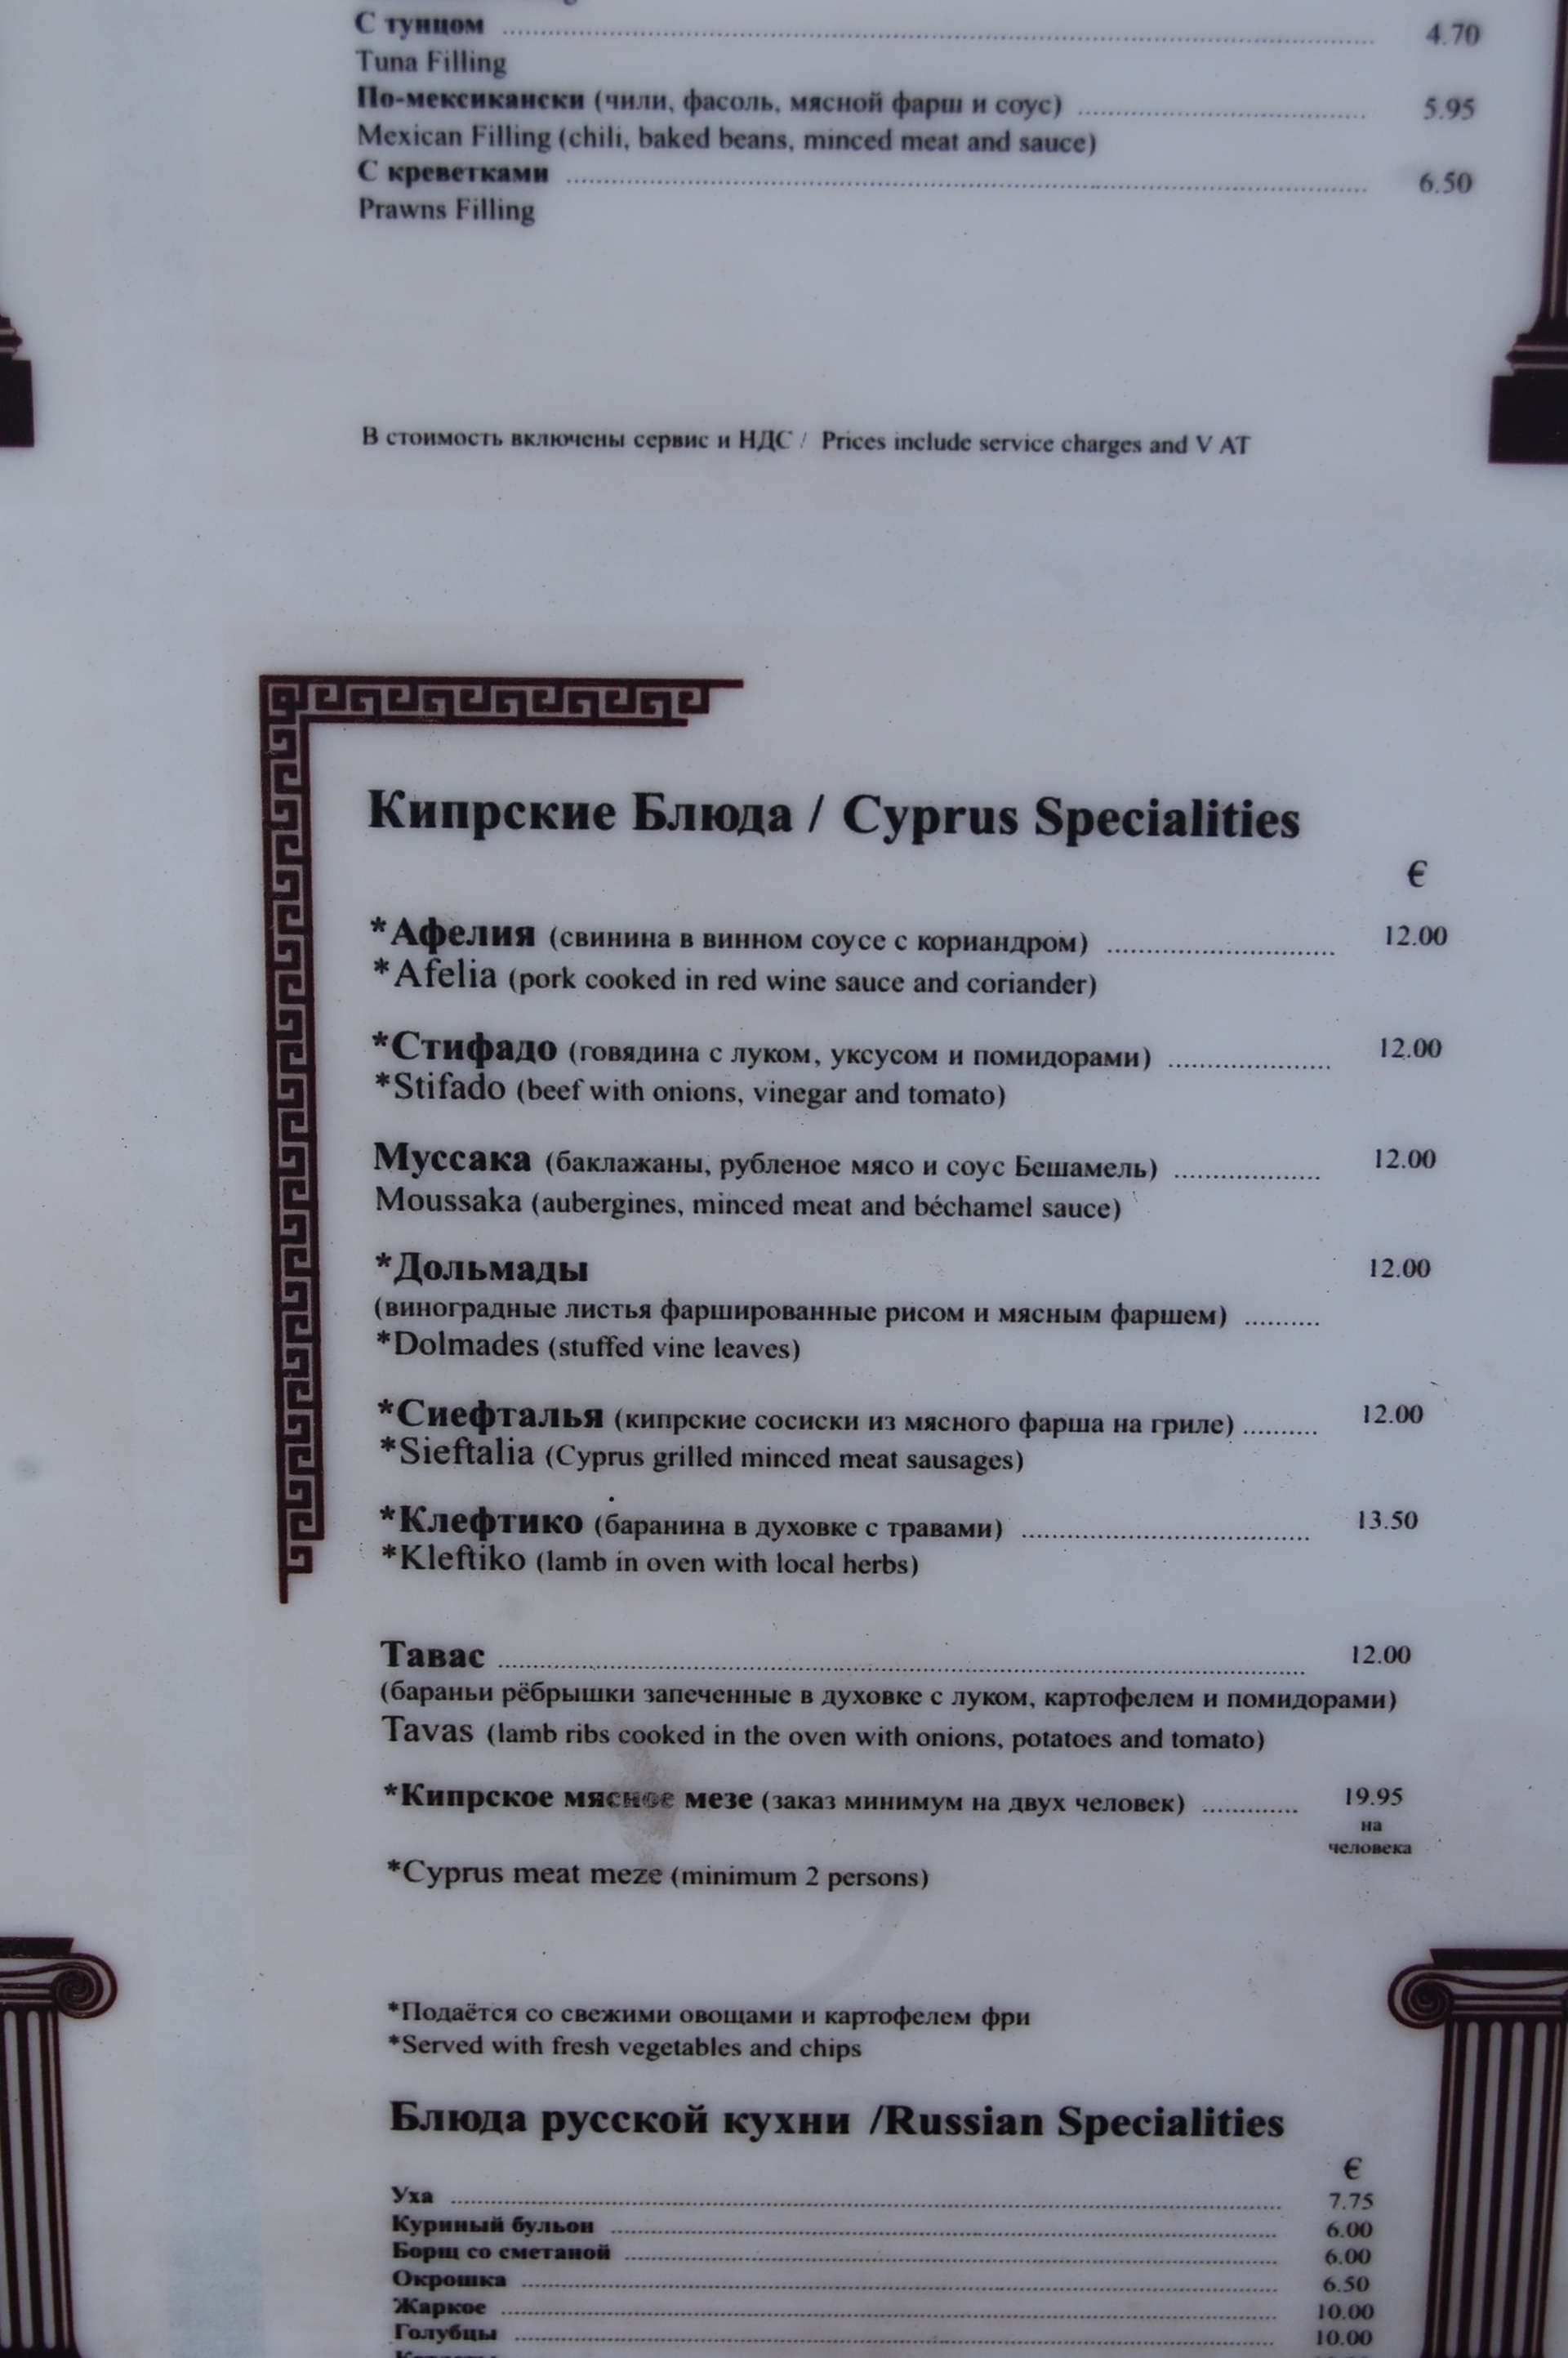 С тунцом ........ 4.70
Tuna Filling
По-мексикански (чили, фасоль, мясной фарш и соус) ........ 5.95
Mexican Filling (chili, baked beans, minced meat and sauce)
С креветками ........ 6.50
Prawns Filling
В стоимость включены сервис и НДС / Prices include service charges and V AT
Кипрские Блюда / Cyprus Specialities
€
*Афелия (свинина в винном соусе с кориандром) ........ 12.00
*Afelia (pork cooked in red wine sauce and coriander)
*Стифадо (говядина с луком, уксусом и помидорами) ........ 12.00
*Stifado (beef with onions, vinegar and tomato)
Муссака (баклажаны, рубленое мясо и соус Бешамель) ........ 12.00
Moussaka (aubergines, minced meat and béchamel sauce)
*Дольмады 12.00
(виноградные листья фаршированные рисом и мясным фаршем) ........
*Dolmades (stuffed vine leaves)
*Сиефталья (кипрские сосиски из мясного фарша на гриле) ........ 12.00
*Sieftalia (Cyprus grilled minced meat sausages)
*Клефтико (баранина в духовке с травами) ........ 13.50
*Kleftiko (lamb in oven with local herbs)
Тавас ........ 12.00
(бараньи рёбрышки запеченные в духовке с луком, картофелем и помидорами)
Tavas (lamb ribs cooked in the oven with onions, potatoes and tomato)
*Кипрское мясное мезе (заказ минимум на двух человек) ........ 19.95
на
человека
*Cyprus meat meze (minimum 2 persons)
*Подаётся со свежими овощами и картофелем фри
*Served with fresh vegetables and chips
Блюда русской кухни /Russian Specialities
€
Уха ........ 7.75
Куриный бульон ........ 6.00
Борщ со сметаной ........ 6.00
Окрошка ........ 6.50
Жаркое ........ 10.00
Голубцы ........ 10.00